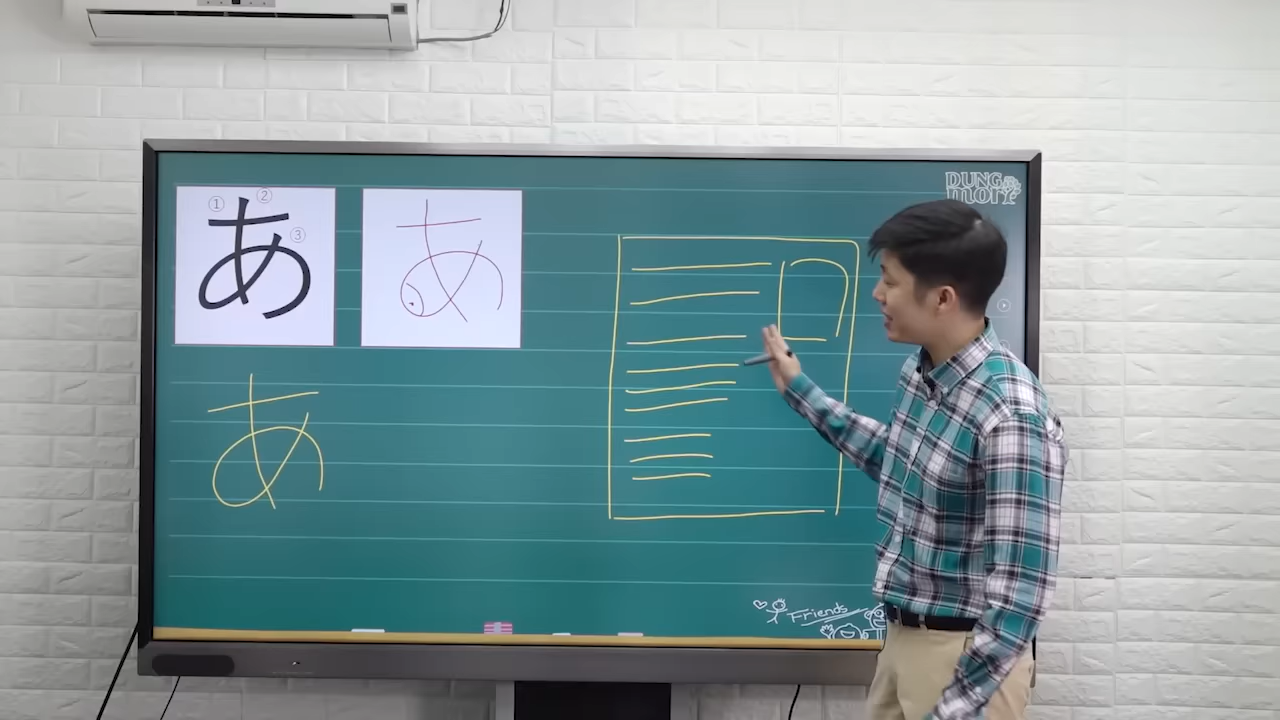 ① ② ③
あ
あ
あ
DUNG
mori
Friends